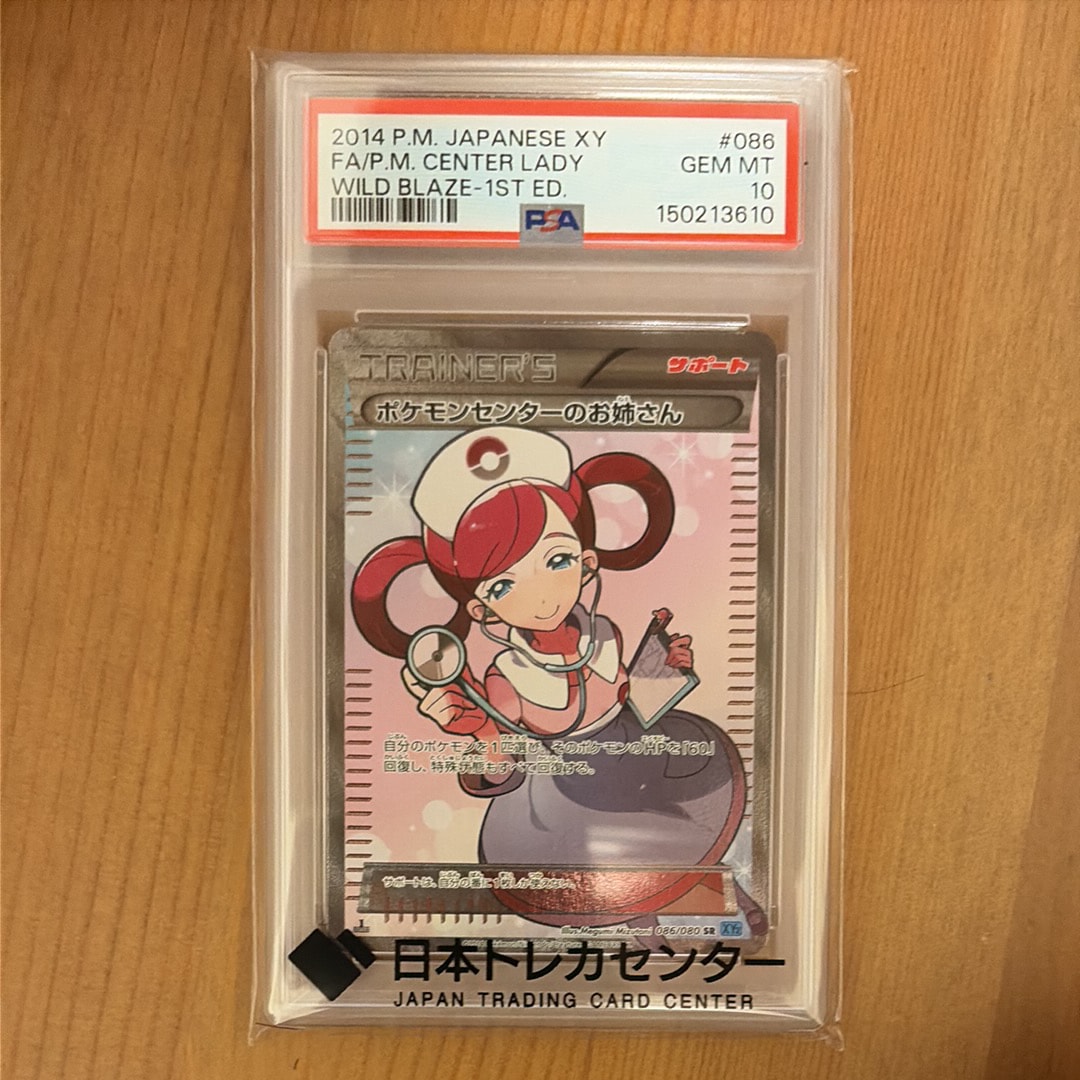 2014 P.M. JAPANESE XY #086
FA/P.M. CENTER LADY GEM MT
WILD BLAZE-1ST ED. 10
150213610
PSA
TRAINER'S サポート
ポケモンセンターのお姉さん
自分のポケモンを1匹選び、そのポケモンのHPを「60」
回復し、特殊状態もすべて回復する。
サポートは、自分の番に1枚しか使えない。
Illus.Megumi Mizutani 086/080 SR XY2
日本トレカセンター
JAPAN TRADING CARD CENTER